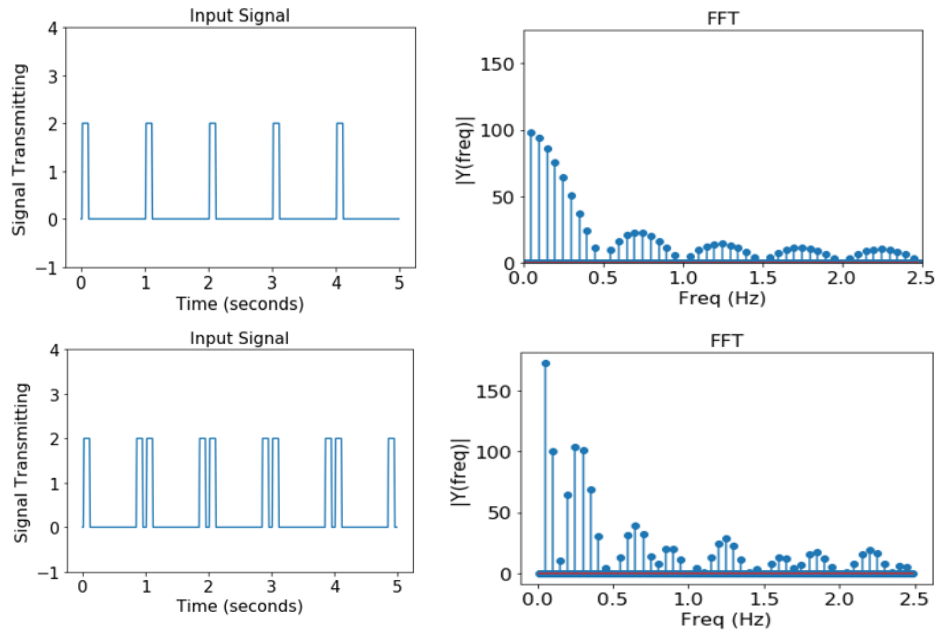 Input Signal
4
3
2
1
0
−1
Signal Transmitting
0 1 2 3 4 5
Time (seconds)
FFT
150
100
50
0
|Y(freq)|
0.0 0.5 1.0 1.5 2.0 2.5
Freq (Hz)
Input Signal
4
3
2
1
0
−1
Signal Transmitting
0 1 2 3 4 5
Time (seconds)
FFT
150
100
50
0
|Y(freq)|
0.0 0.5 1.0 1.5 2.0 2.5
Freq (Hz)